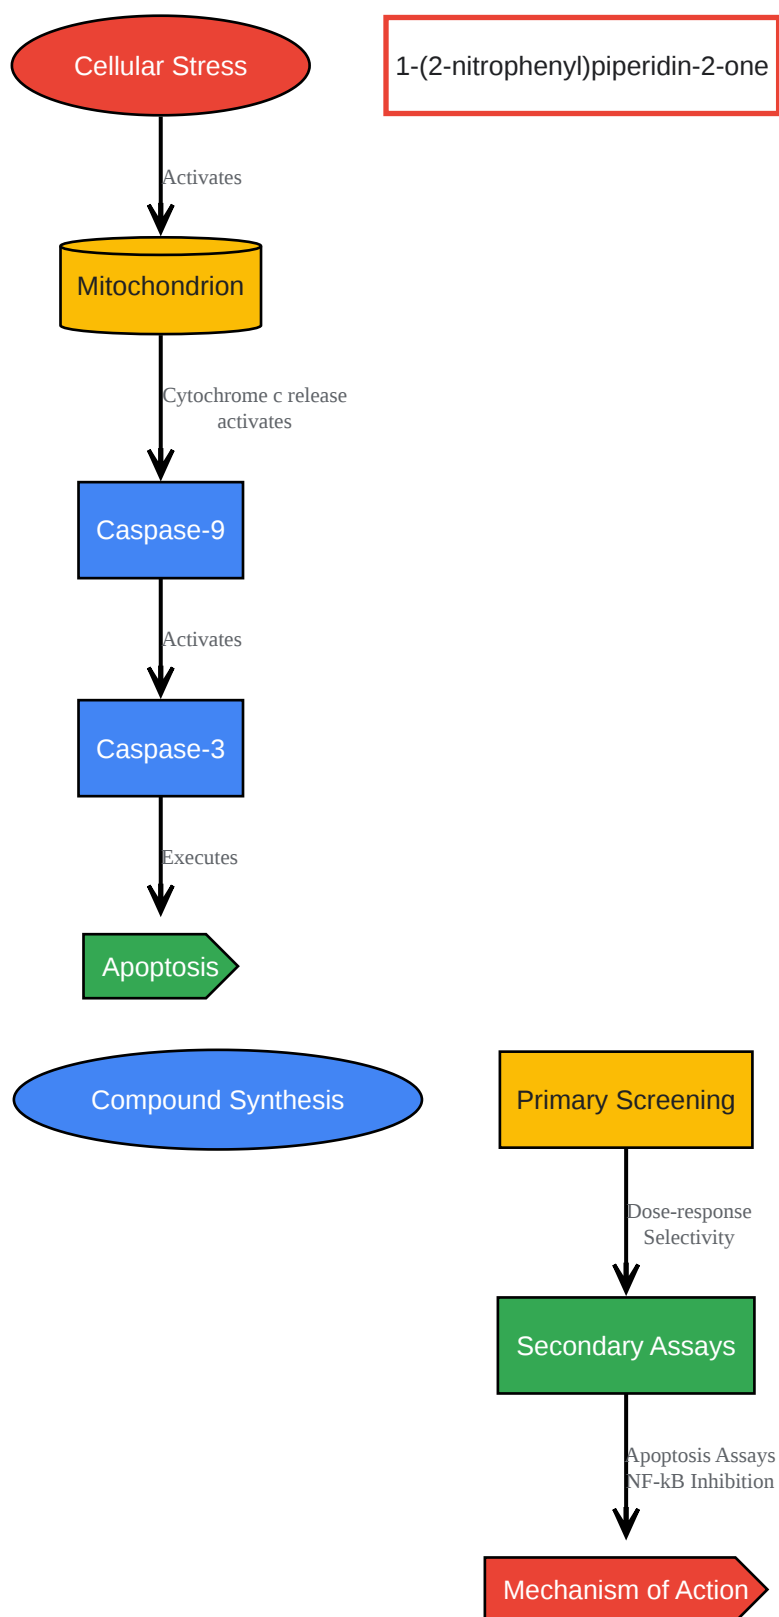 Cellular Stress
1-(2-nitrophenyl)piperidin-2-one
Activates
Mitochondrion
Cytochrome c release
activates
Caspase-9
Activates
Caspase-3
Executes
Apoptosis
Compound Synthesis
Primary Screening
Dose-response
Selectivity
Secondary Assays
Apoptosis Assays
NF-kB Inhibition
Mechanism of Action